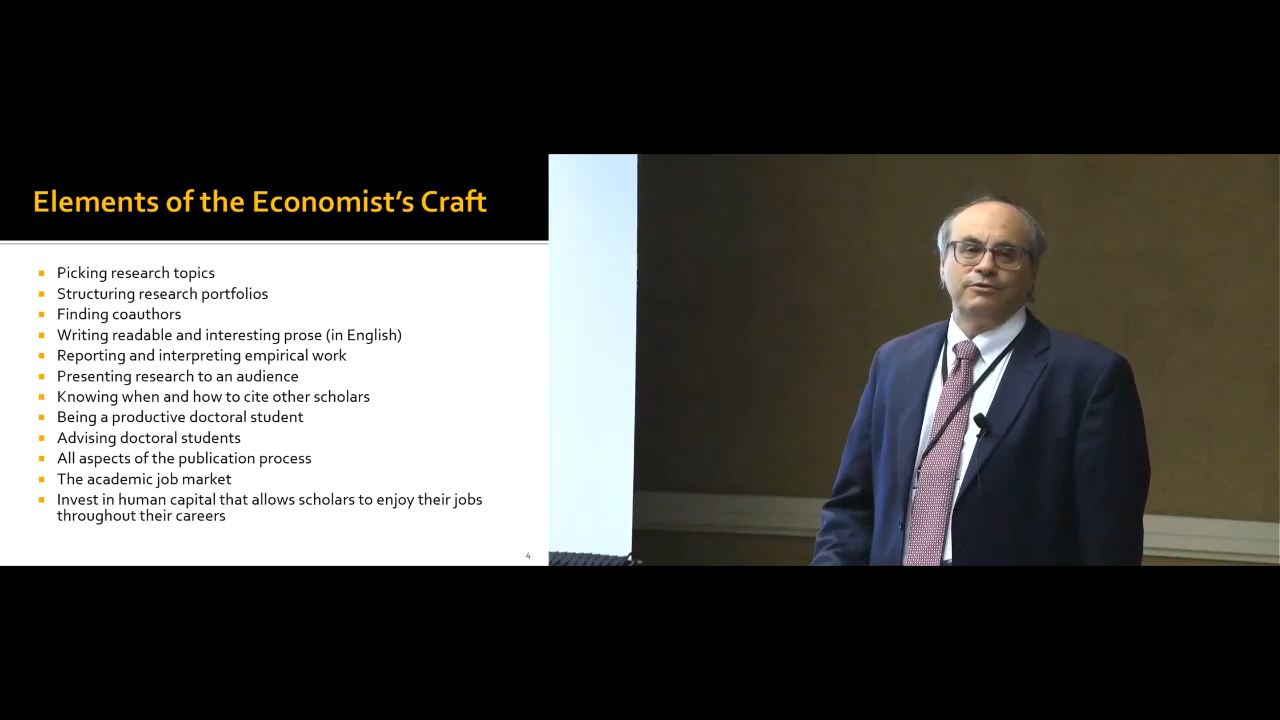 Elements of the Economist's Craft
Picking research topics
Structuring research portfolios
Finding coauthors
Writing readable and interesting prose (in English)
Reporting and interpreting empirical work
Presenting research to an audience
Knowing when and how to cite other scholars
Being a productive doctoral student
Advising doctoral students
All aspects of the publication process
The academic job market
Invest in human capital that allows scholars to enjoy their jobs
throughout their careers
4